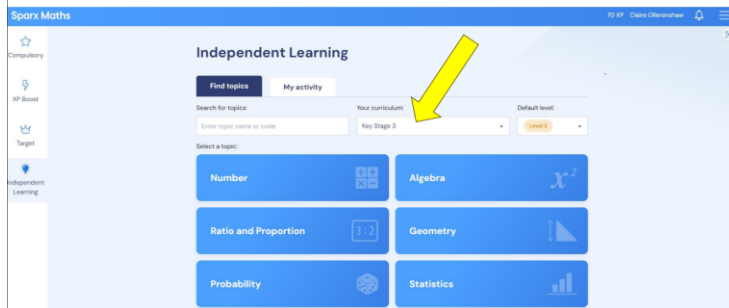 Sparx Maths
70 XP Claire Ollerenshaw
Compulsory
XP Boost
Target
Independent
Learning
Independent Learning
Find topics
My activity
Search for topics:
Your curriculum:
Default level:
Enter topic name or code
Key Stage 3
Level 2
Select a topic:
Number
Algebra
x²
Ratio and Proportion
3:2
Geometry
Probability
Statistics